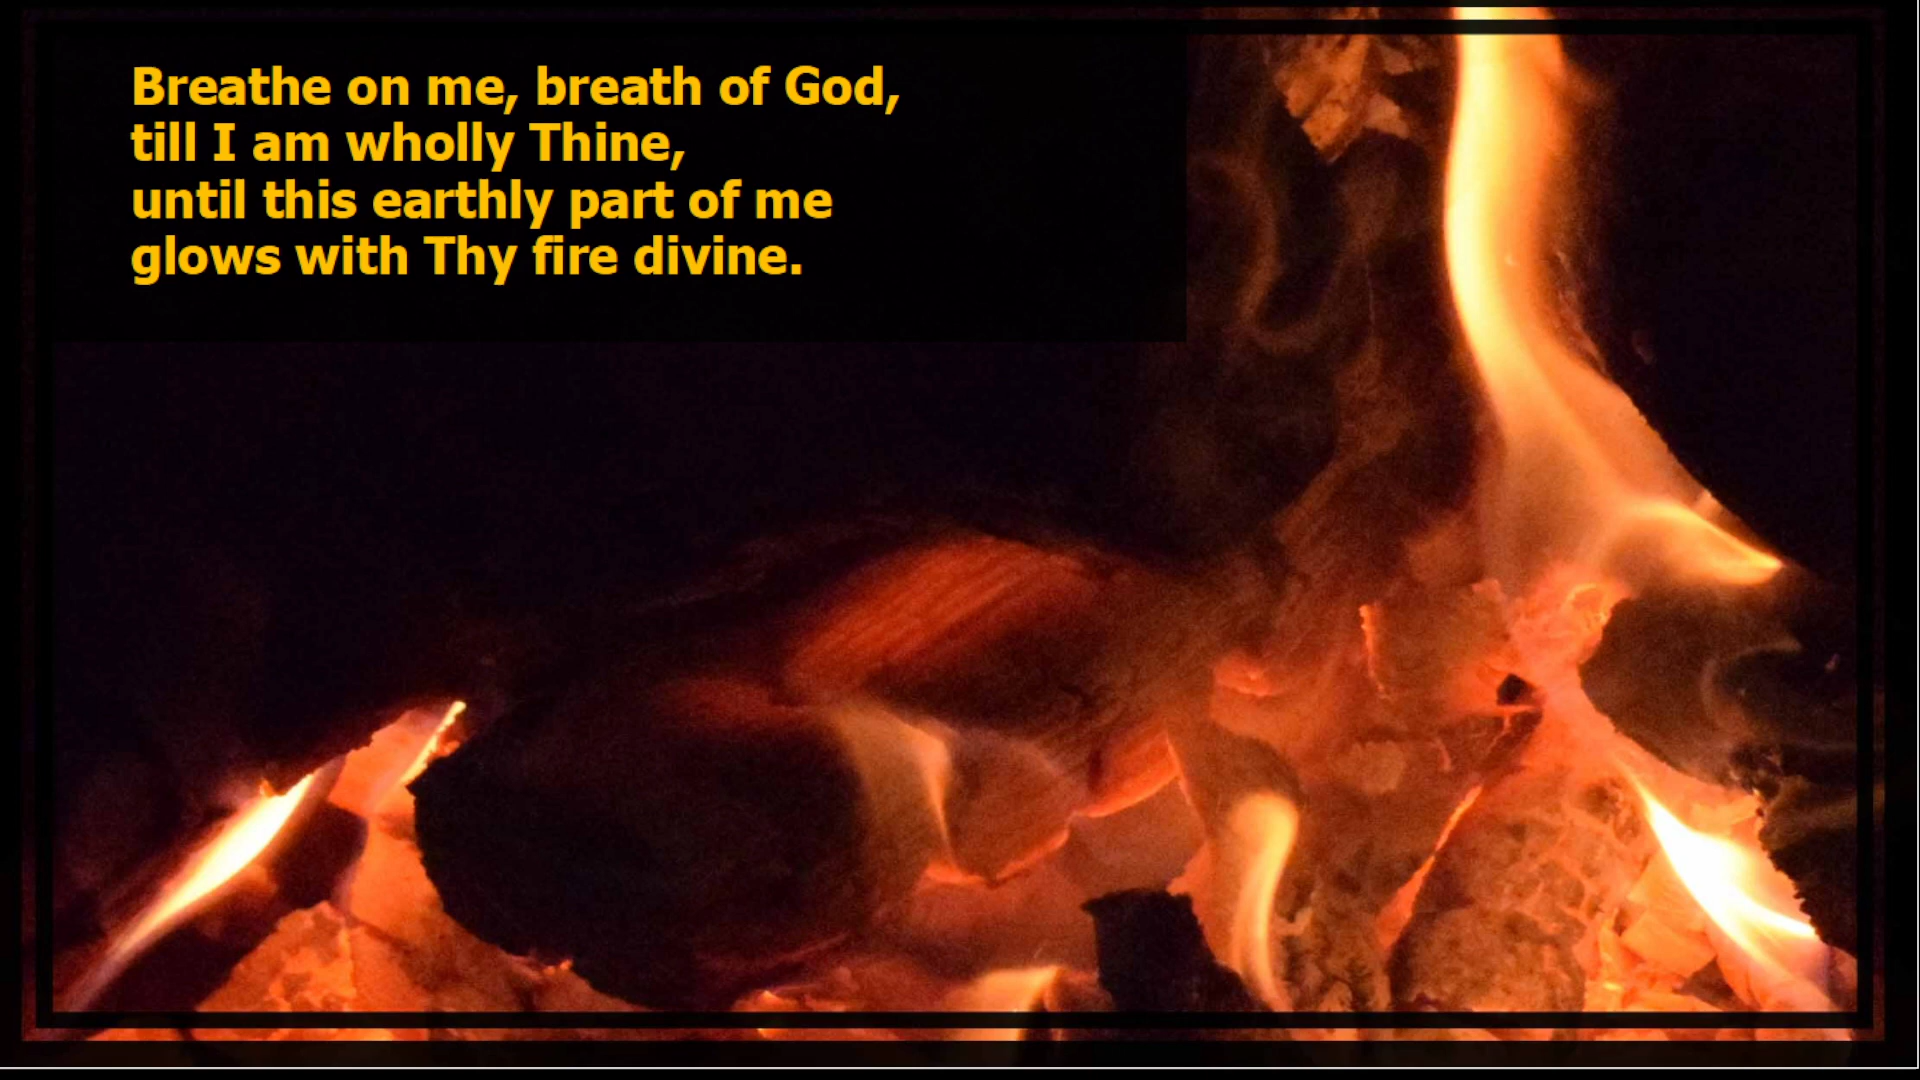 Breathe on me, breath of God,
till I am wholly Thine,
until this earthly part of me
glows with Thy fire divine.